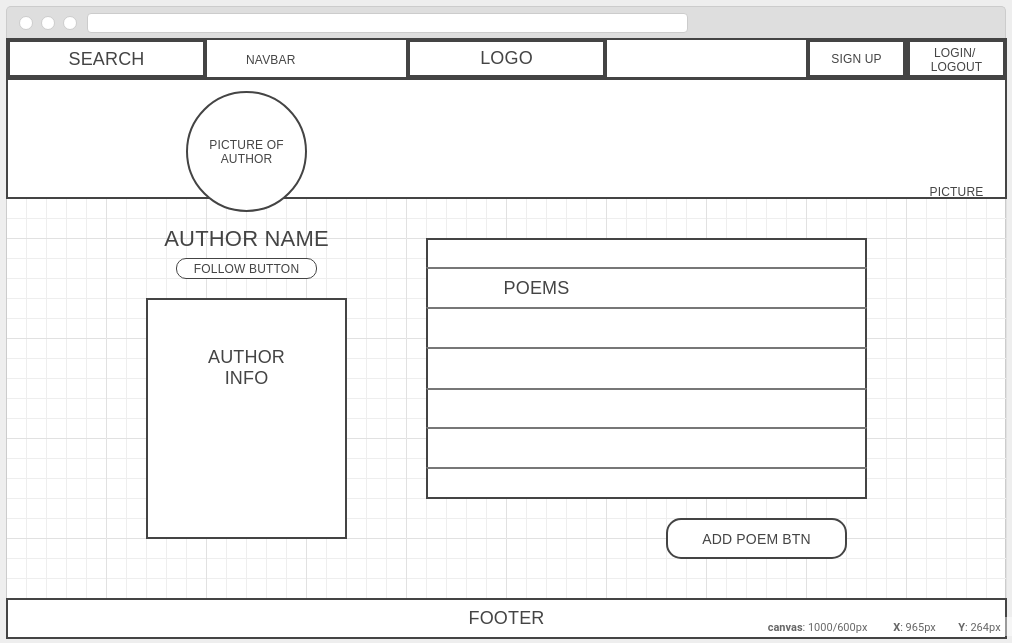 SEARCH
NAVBAR
LOGO
SIGN UP
LOGIN/
LOGOUT
PICTURE OF
AUTHOR
PICTURE
AUTHOR NAME
FOLLOW BUTTON
POEMS
AUTHOR
INFO
ADD POEM BTN
FOOTER
canvas: 1000/600px X: 965px Y: 264px